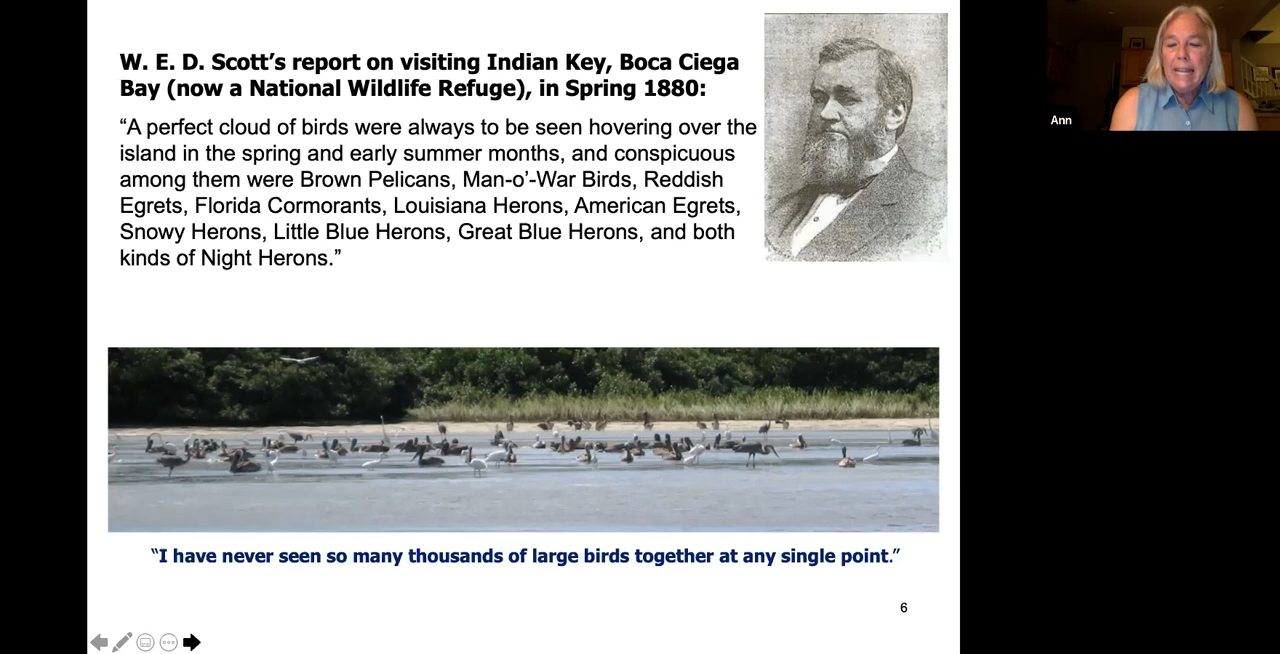 W. E. D. Scott’s report on visiting Indian Key, Boca Ciega
Bay (now a National Wildlife Refuge), in Spring 1880:
“A perfect cloud of birds were always to be seen hovering over the
island in the spring and early summer months, and conspicuous
among them were Brown Pelicans, Man-o’-War Birds, Reddish
Egrets, Florida Cormorants, Louisiana Herons, American Egrets,
Snowy Herons, Little Blue Herons, Great Blue Herons, and both
kinds of Night Herons.”
“I have never seen so many thousands of large birds together at any single point.”
6
Ann